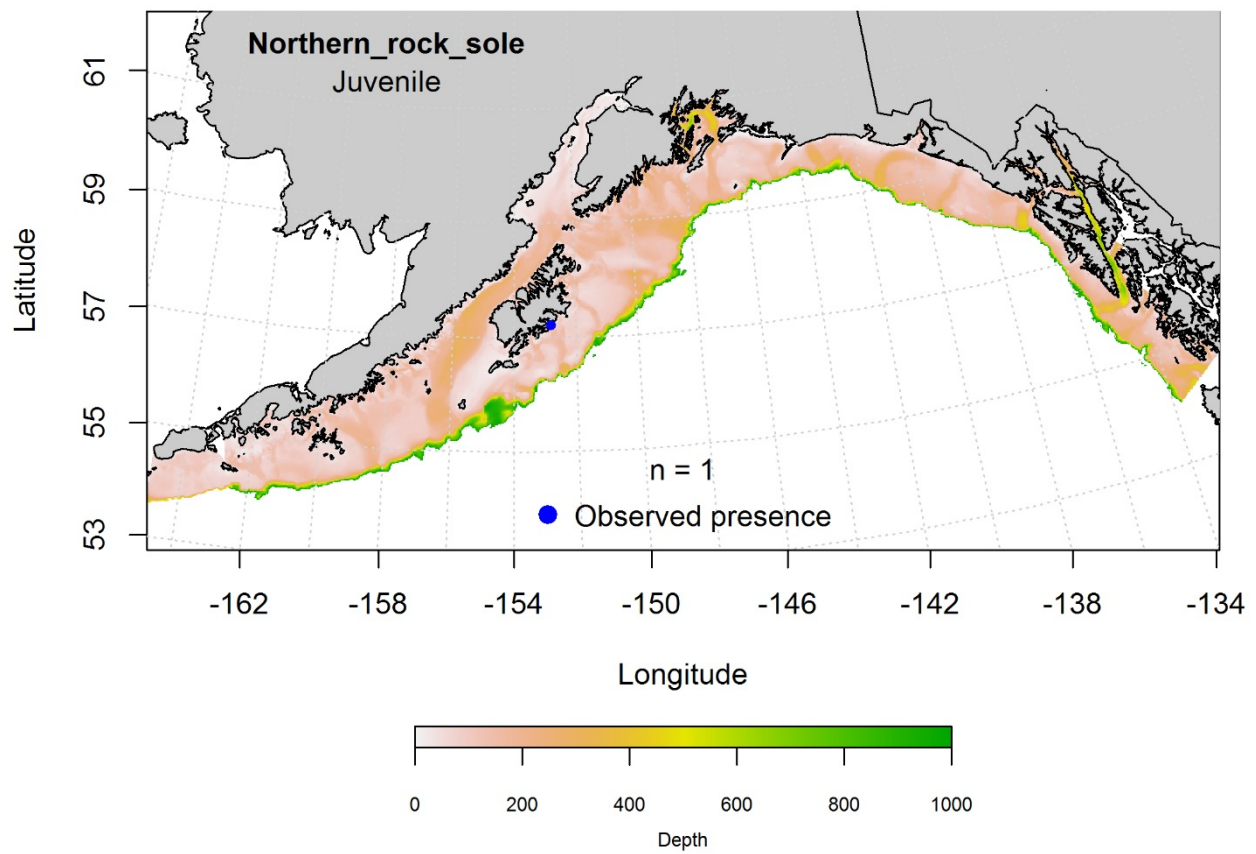 Northern_rock_sole
Juvenile
61
59
57
55
53
Latitude
n = 1
Observed presence
-162 -158 -154 -150 -146 -142 -138 -134
Longitude
0 200 400 600 800 1000
Depth